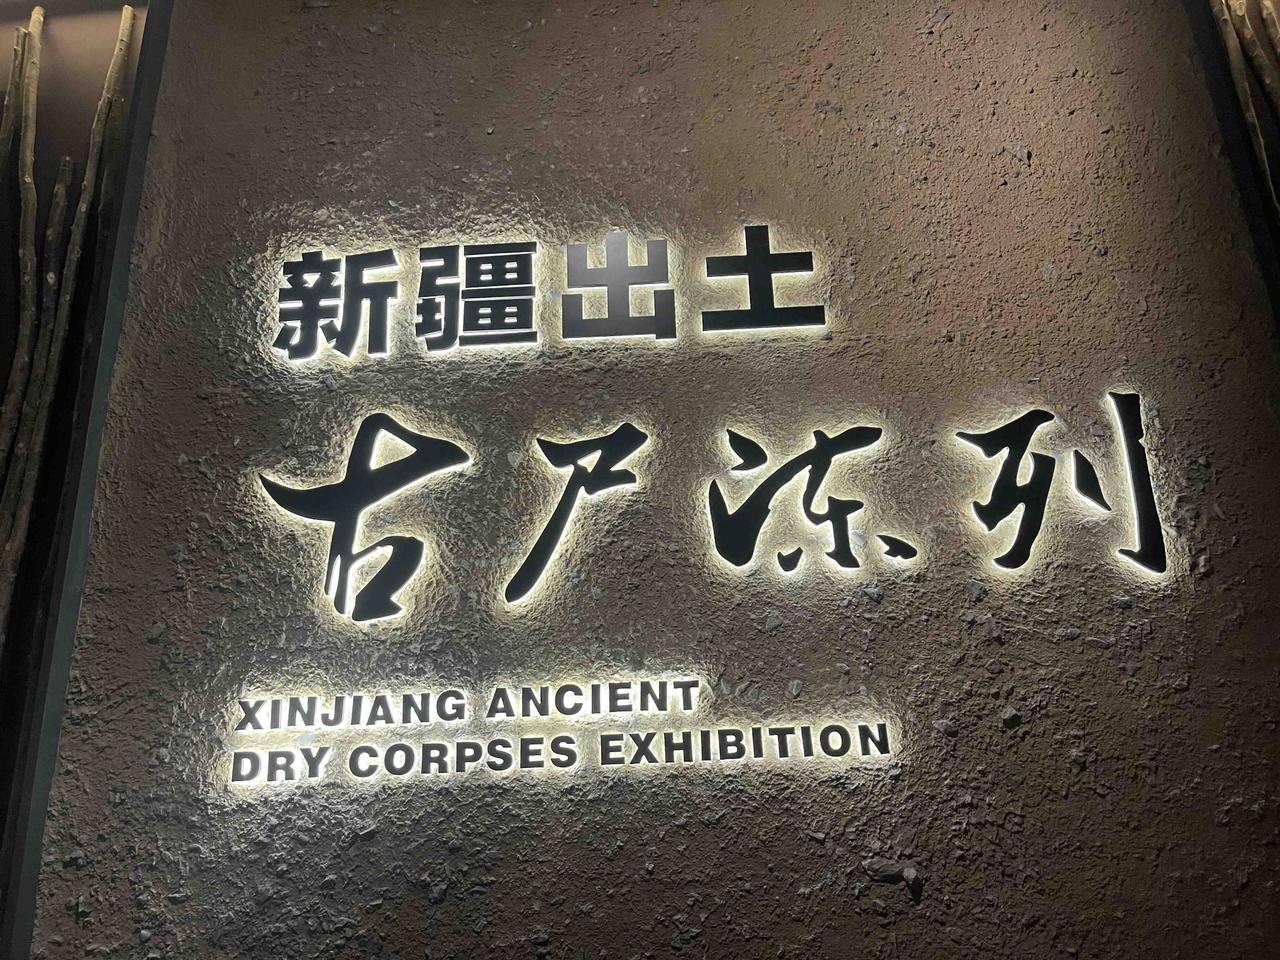 新疆出土
古尸陈列
XINJIANG ANCIENT
DRY CORPSES EXHIBITION